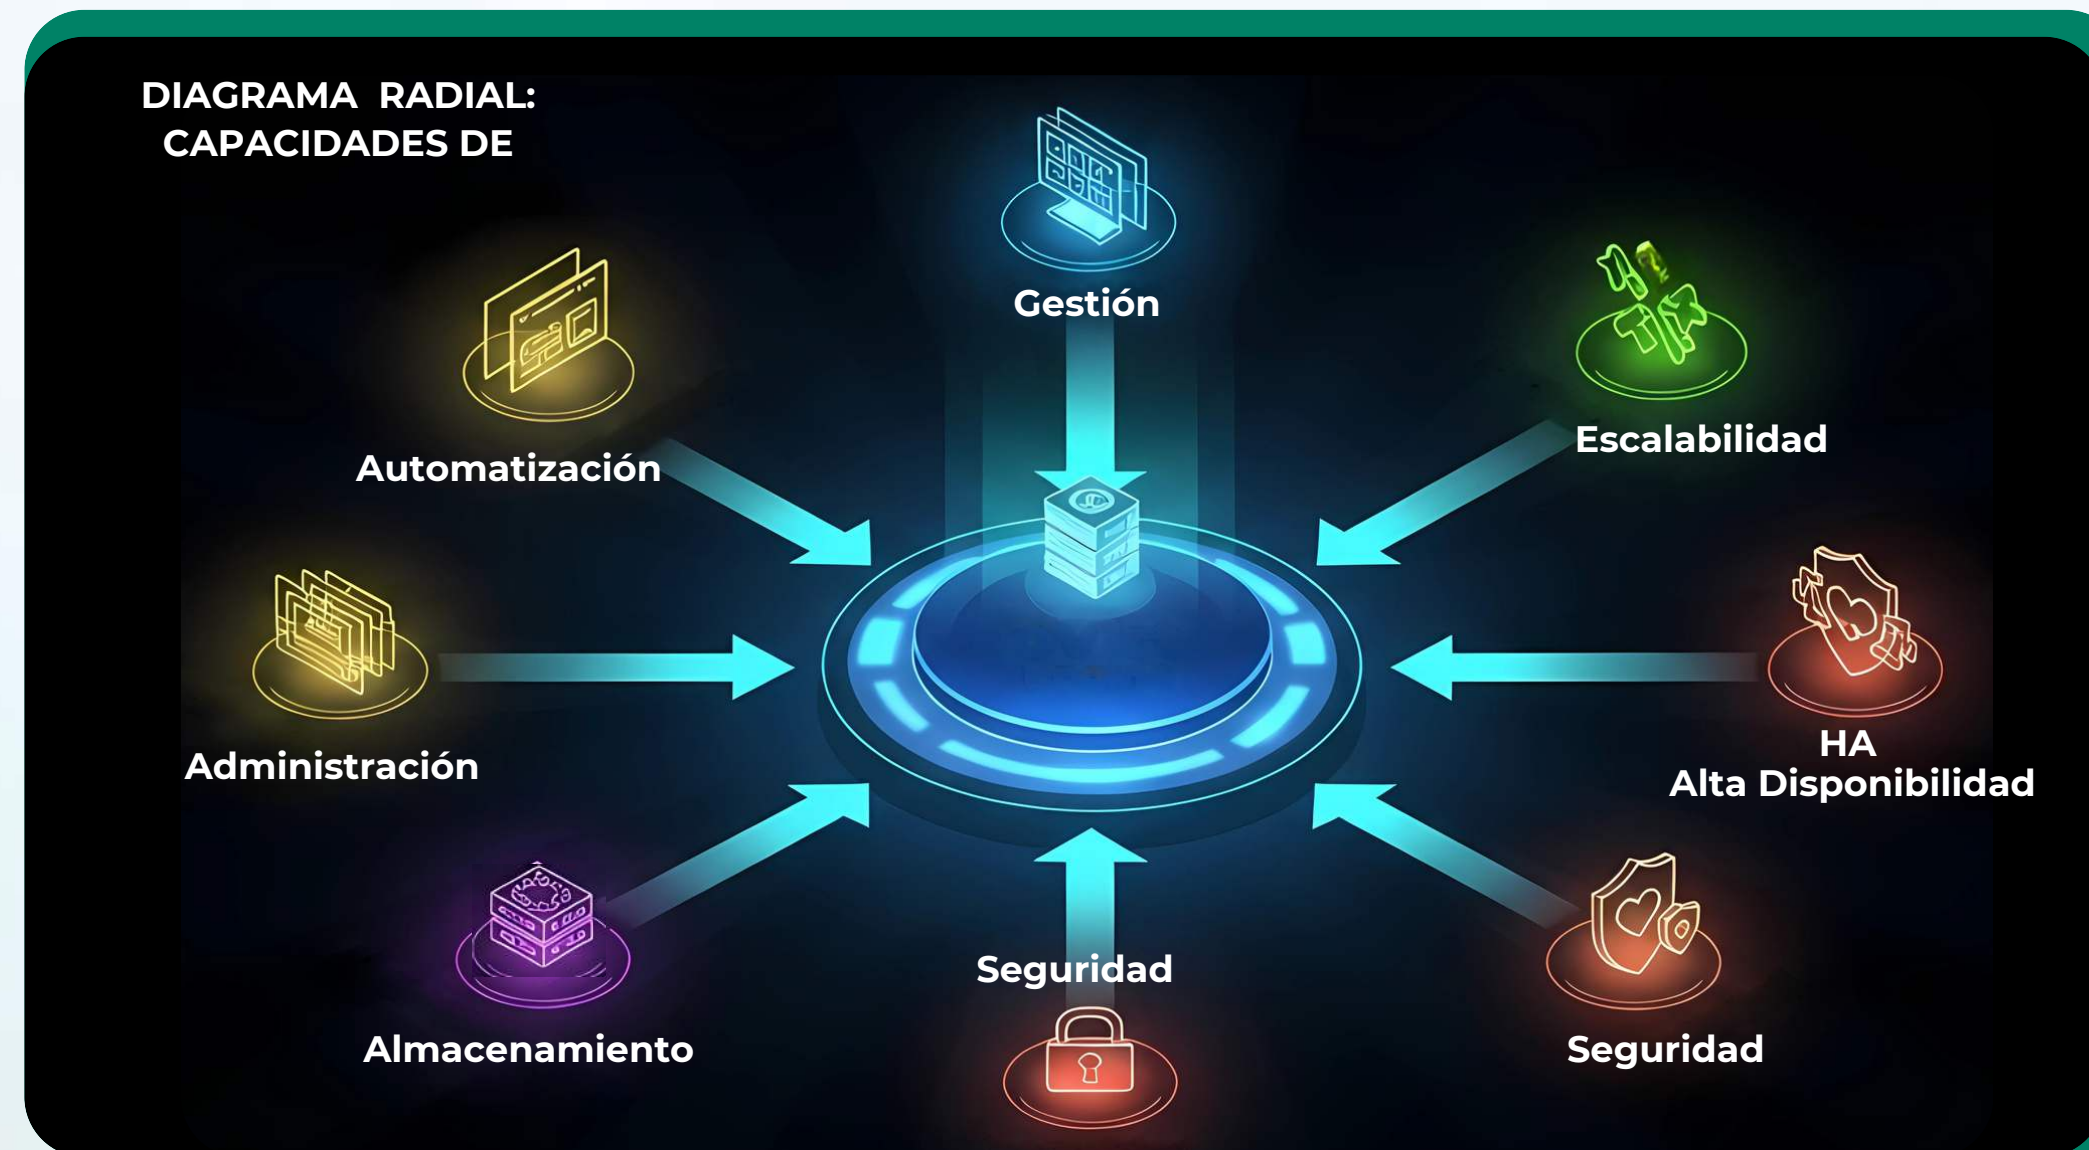 DIAGRAMA RADIAL:
CAPACIDADES DE
Gestión
Escalabilidad
Automatización
HA
Alta Disponibilidad
Administración
Seguridad
Almacenamiento
Seguridad